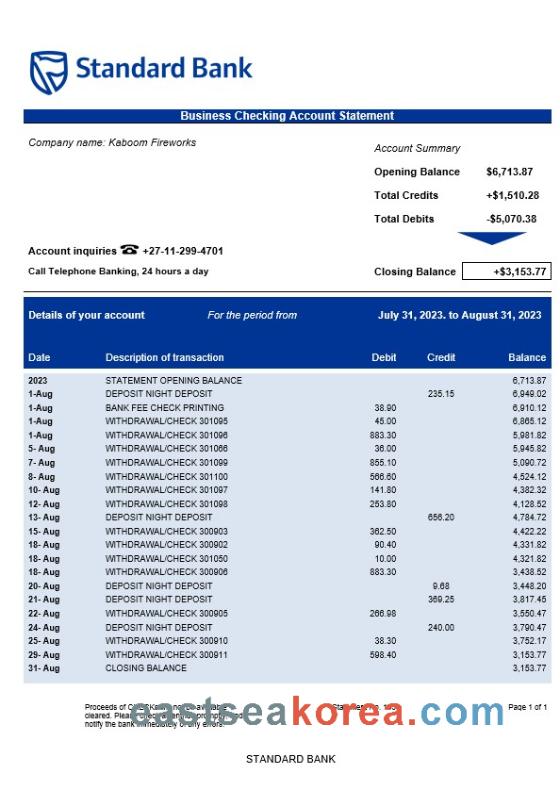 Standard Bank
Business Checking Account Statement
Company name: Kaboom Fireworks
Account Summary
Opening Balance $6,713.87
Total Credits +$1,510.28
Total Debits -$5,070.38
Account inquiries ☎ +27-11-299-4701
Call Telephone Banking, 24 hours a day
Closing Balance +$3,153.77
Details of your account For the period from July 31, 2023. to August 31, 2023
Date Description of transaction Debit Credit Balance
2023 STATEMENT OPENING BALANCE 6,713.87
1-Aug DEPOSIT NIGHT DEPOSIT 235.15 6,949.02
1-Aug BANK FEE CHECK PRINTING 38.90 6,910.12
1-Aug WITHDRAWAL/CHECK 301095 45.00 6,865.12
1-Aug WITHDRAWAL/CHECK 301096 883.30 5,981.82
5- Aug WITHDRAWAL/CHECK 301066 36.00 5,945.82
7- Aug WITHDRAWAL/CHECK 301099 855.10 5,090.72
8- Aug WITHDRAWAL/CHECK 301100 566.60 4,524.12
10- Aug WITHDRAWAL/CHECK 301097 141.80 4,382.32
12- Aug WITHDRAWAL/CHECK 301098 253.80 4,128.52
13- Aug DEPOSIT NIGHT DEPOSIT 656.20 4,784.72
15- Aug WITHDRAWAL/CHECK 300903 362.50 4,422.22
18- Aug WITHDRAWAL/CHECK 300902 90.40 4,331.82
18- Aug WITHDRAWAL/CHECK 301050 10.00 4,321.82
18- Aug WITHDRAWAL/CHECK 300906 883.30 3,438.52
20- Aug DEPOSIT NIGHT DEPOSIT 9.68 3,448.20
21- Aug DEPOSIT NIGHT DEPOSIT 369.25 3,817.45
22- Aug WITHDRAWAL/CHECK 300905 266.98 3,550.47
24- Aug DEPOSIT NIGHT DEPOSIT 240.00 3,790.47
25- Aug WITHDRAWAL/CHECK 300910 38.30 3,752.17
29- Aug WITHDRAWAL/CHECK 300911 598.40 3,153.77
31- Aug CLOSING BALANCE 3,153.77
Proceeds of Page 1 of 1
cleared.
notify the bank immediately of any errors.
eastseakorea.com
STANDARD BANK